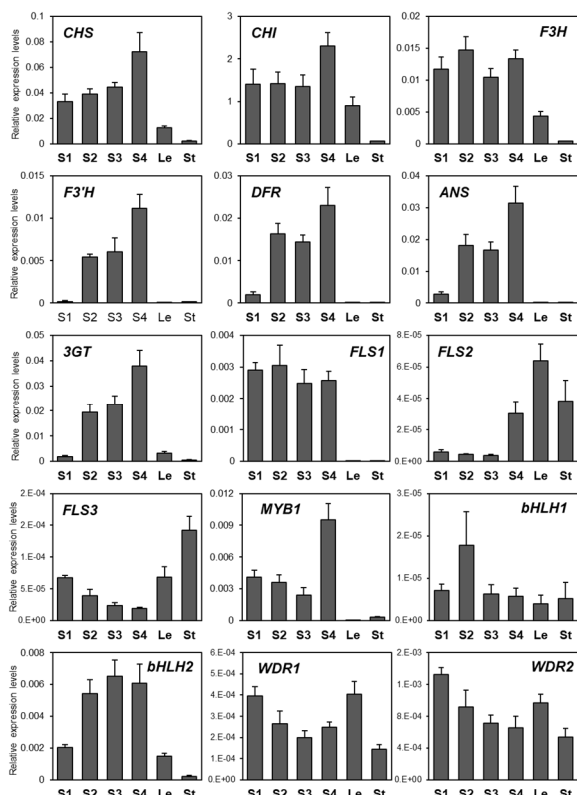 Relative expression levels
CHS
0.1
0.08
0.06
0.04
0.02
0
S1 S2 S3 S4 Le St
CHI
3
2
1
0
S1 S2 S3 S4 Le St
F3H
0.02
0.015
0.01
0.005
0
S1 S2 S3 S4 Le St
Relative expression levels
F3'H
0.015
0.01
0.005
0
S1 S2 S3 S4 Le St
DFR
0.03
0.02
0.01
0
S1 S2 S3 S4 Le St
ANS
0.04
0.03
0.02
0.01
0
S1 S2 S3 S4 Le St
Relative expression levels
3GT
0.05
0.04
0.03
0.02
0.01
0
S1 S2 S3 S4 Le St
FLS1
0.005
0.004
0.003
0.002
0.001
0
S1 S2 S3 S4 Le St
FLS2
8.E-05
6.E-05
4.E-05
2.E-05
0.E+00
S1 S2 S3 S4 Le St
Relative expression levels
FLS3
2.E-04
2.E-04
1.E-04
5.E-05
0.E+00
S1 S2 S3 S4 Le St
MYB1
0.012
0.009
0.006
0.003
0
S1 S2 S3 S4 Le St
bHLH1
3.E-05
2.E-05
1.E-05
0.E+00
S1 S2 S3 S4 Le St
Relative expression levels
bHLH2
0.008
0.006
0.004
0.002
0
S1 S2 S3 S4 Le St
WDR1
6.E-04
5.E-04
4.E-04
3.E-04
2.E-04
1.E-04
0.E+00
S1 S2 S3 S4 Le St
WDR2
1.E-03
8.E-04
4.E-04
0.E+00
S1 S2 S3 S4 Le St